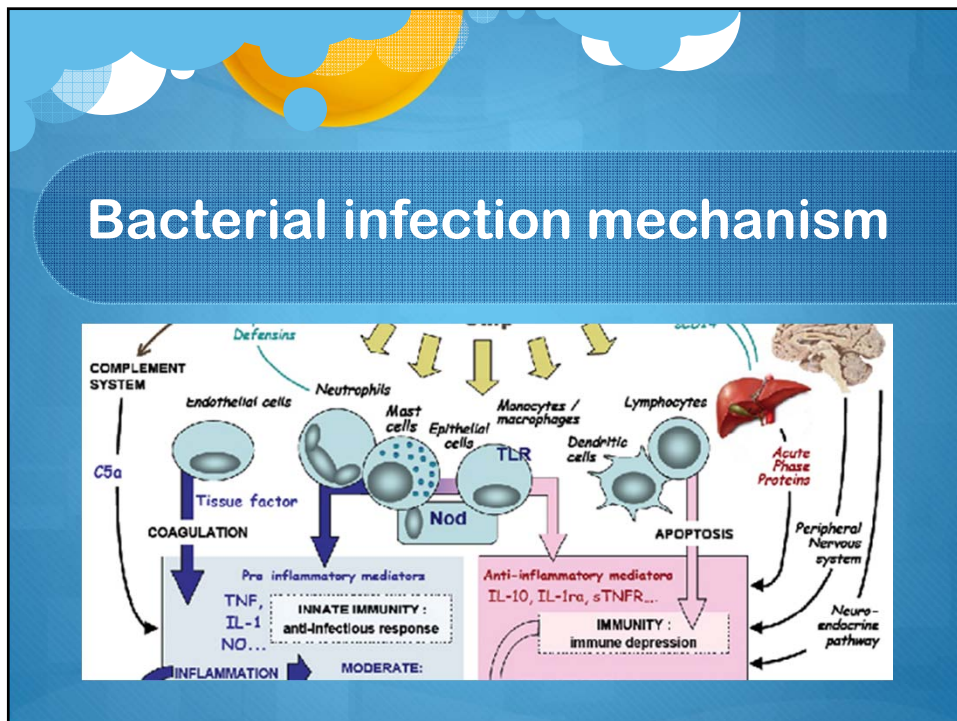 Bacterial infection mechanism
Defensins
COMPLEMENT
SYSTEM
Endothelial cells
Neutrophils
Mast
cells
Epithelial
cells
Monocytes /
macrophages
TLR
Dendritic
cells
Lymphocytes
C5a
Tissue factor
Nod
Acute
Phase
Proteins
COAGULATION
APOPTOSIS
Peripheral
Nervous
system
Pro inflammatory mediators
TNF,
IL-1
NO...
INNATE IMMUNITY :
anti-infectious response
Anti-inflammatory mediators
IL-10, IL-1ra, sTNFR...
IMMUNITY :
immune depression
Neuro-
endocrine
pathway
INFLAMMATION
MODERATE: